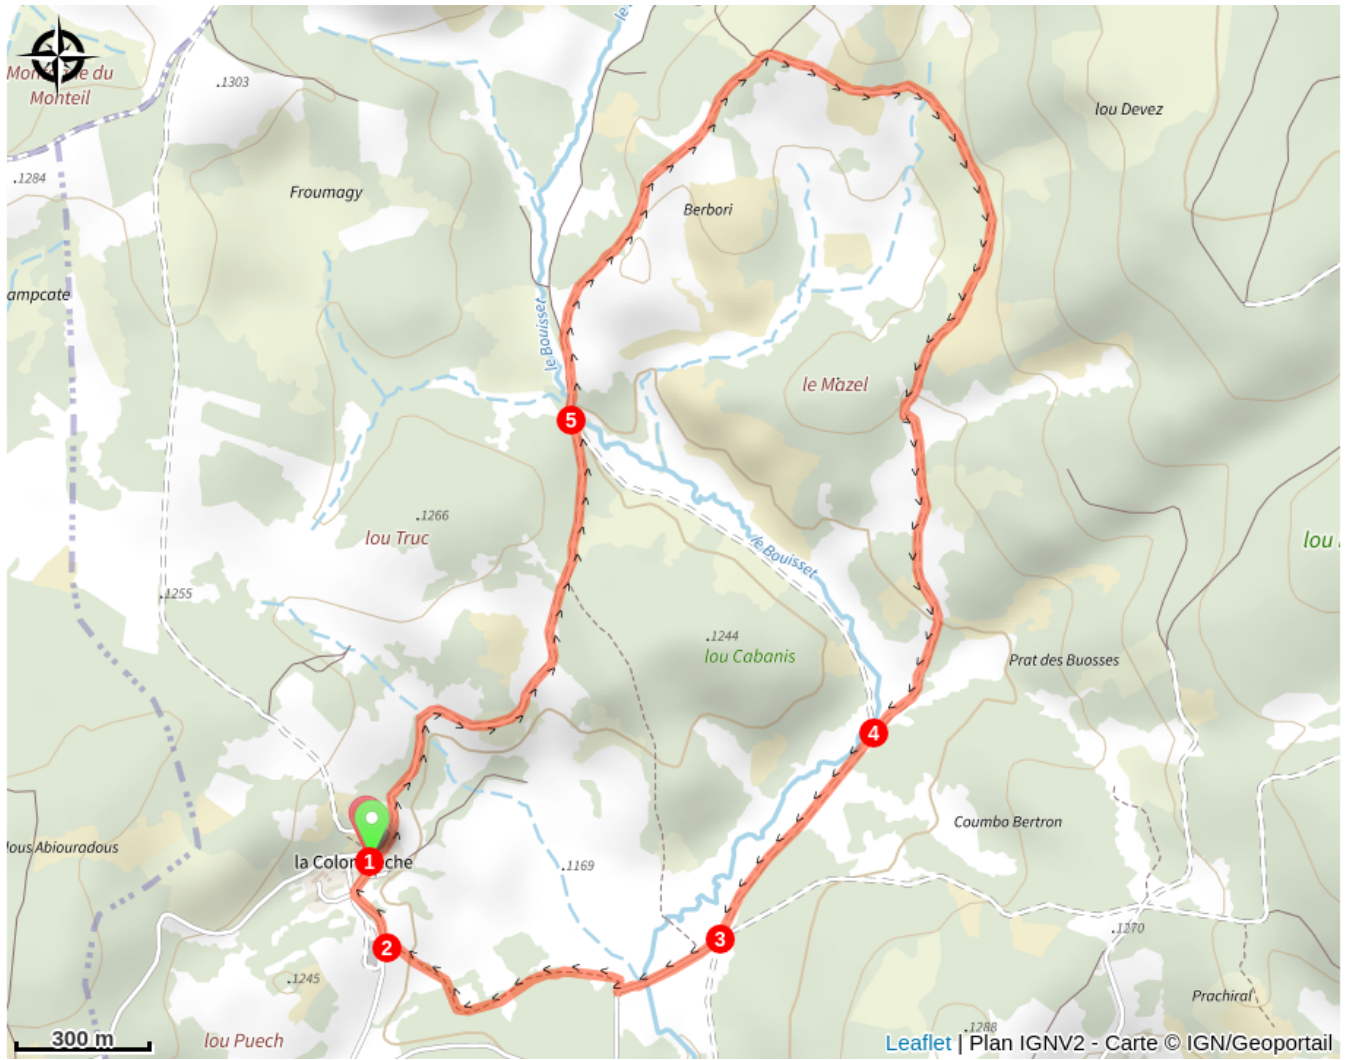 le
.1303
lou Devez
.1284
Froumagy
Berbori
ampcate
le Bouisset
le Mazel
5
.1266
lou Truc
lou
le Bouisset
.1255
.1244
lou Cabanis
Prat des Buosses
4
Coumbo Bertron
lous Abiouradous
1
.1169
2
3
.1270
.1245
Prachiral
lou Puech
.1288
300 m
Leaflet | Plan IGNV2 - Carte © IGN/Geoportail